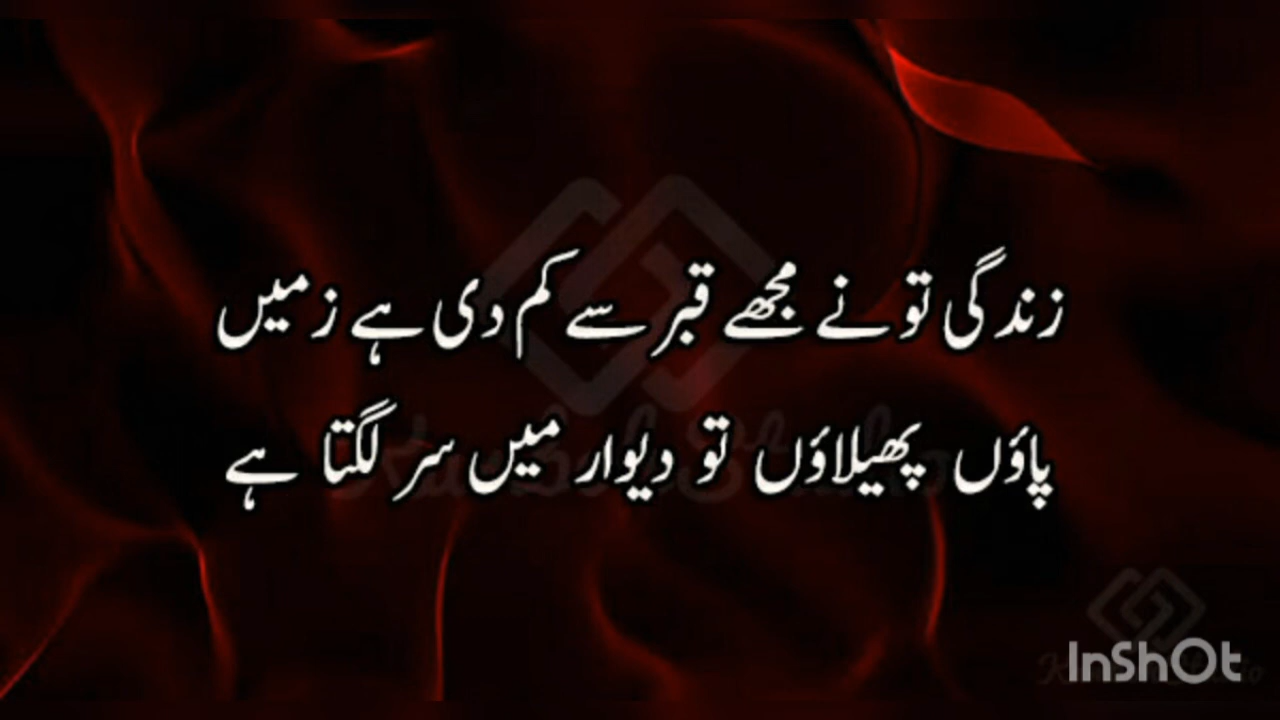 زندگی تو نے مجھے قبر سے کم دی ہے زمیں
پاؤں پھیلاؤں تو دیوار میں سر لگتا ہے
InShOt